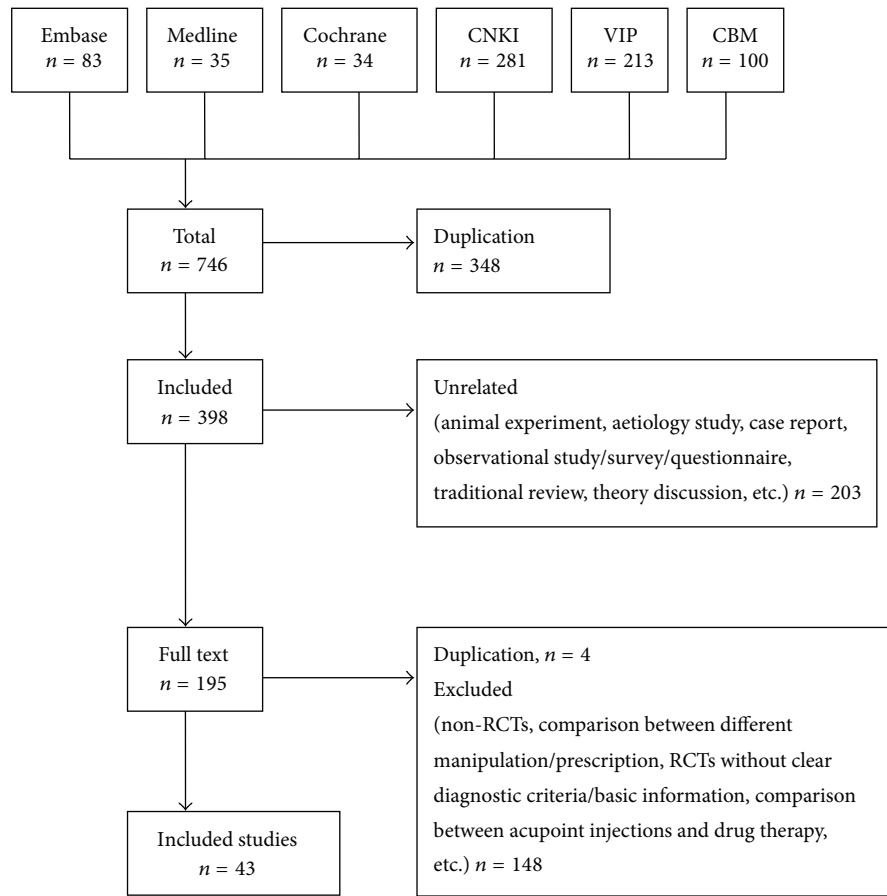 Embase
n = 83
Medline
n = 35
Cochrane
n = 34
CNKI
n = 281
VIP
n = 213
CBM
n = 100
Total
n = 746
Duplication
n = 348
Included
n = 398
Unrelated
(animal experiment, aetiology study, case report,
observational study/survey/questionnaire,
traditional review, theory discussion, etc.) n = 203
Full text
n = 195
Duplication, n = 4
Excluded
(non-RCTs, comparison between different
manipulation/prescription, RCTs without clear
diagnostic criteria/basic information, comparison
between acupoint injections and drug therapy,
etc.) n = 148
Included studies
n = 43